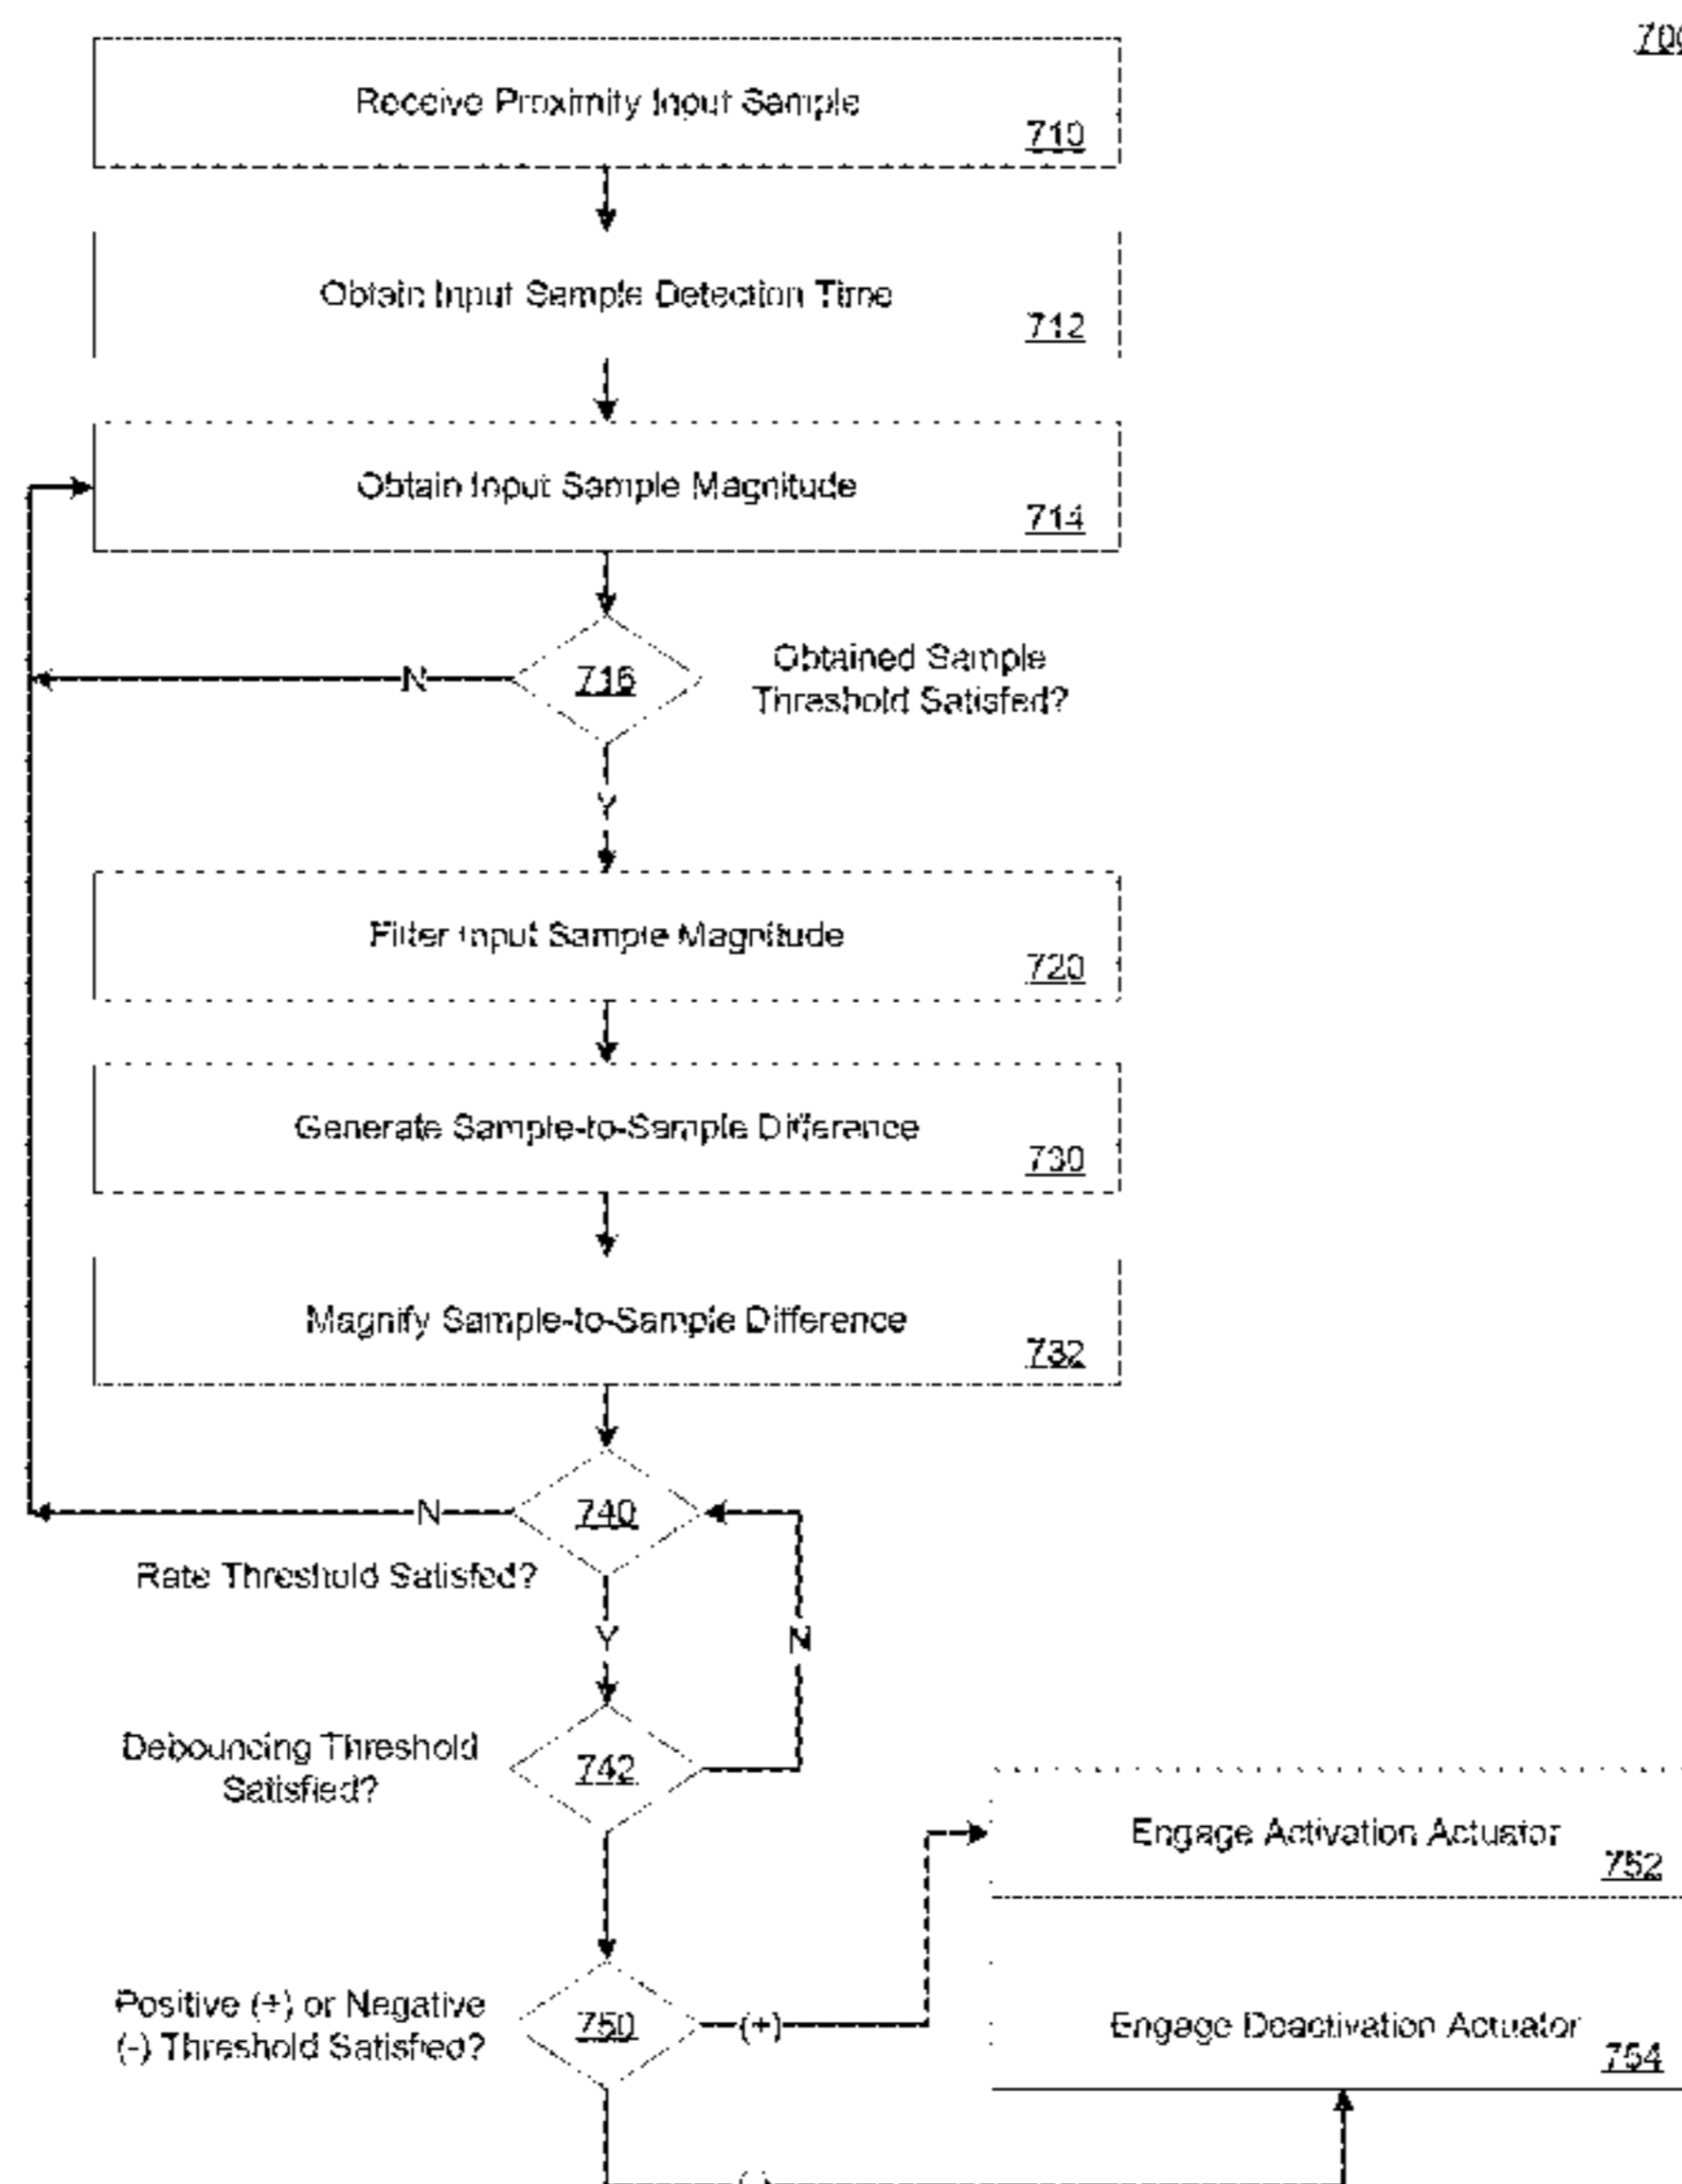 700
Receive Proximity Input Sample
710
Obtain Input Sample Detection Time
712
Obtain Input Sample Magnitude
714
N
716
Obtained Sample
Threshold Satisfed?
Y
Filter Input Sample Magnitude
720
Generate Sample-to-Sample Difference
730
Magnify Sample-to-Sample Difference
732
N
740
Rate Threshold Satisfed?
Y
N
Debouncing Threshold
Satisfied?
742
Engage Activation Actuator
752
Positive (+) or Negative
(-) Threshold Satisfied?
750
(+)
Engage Deactivation Actuator
754